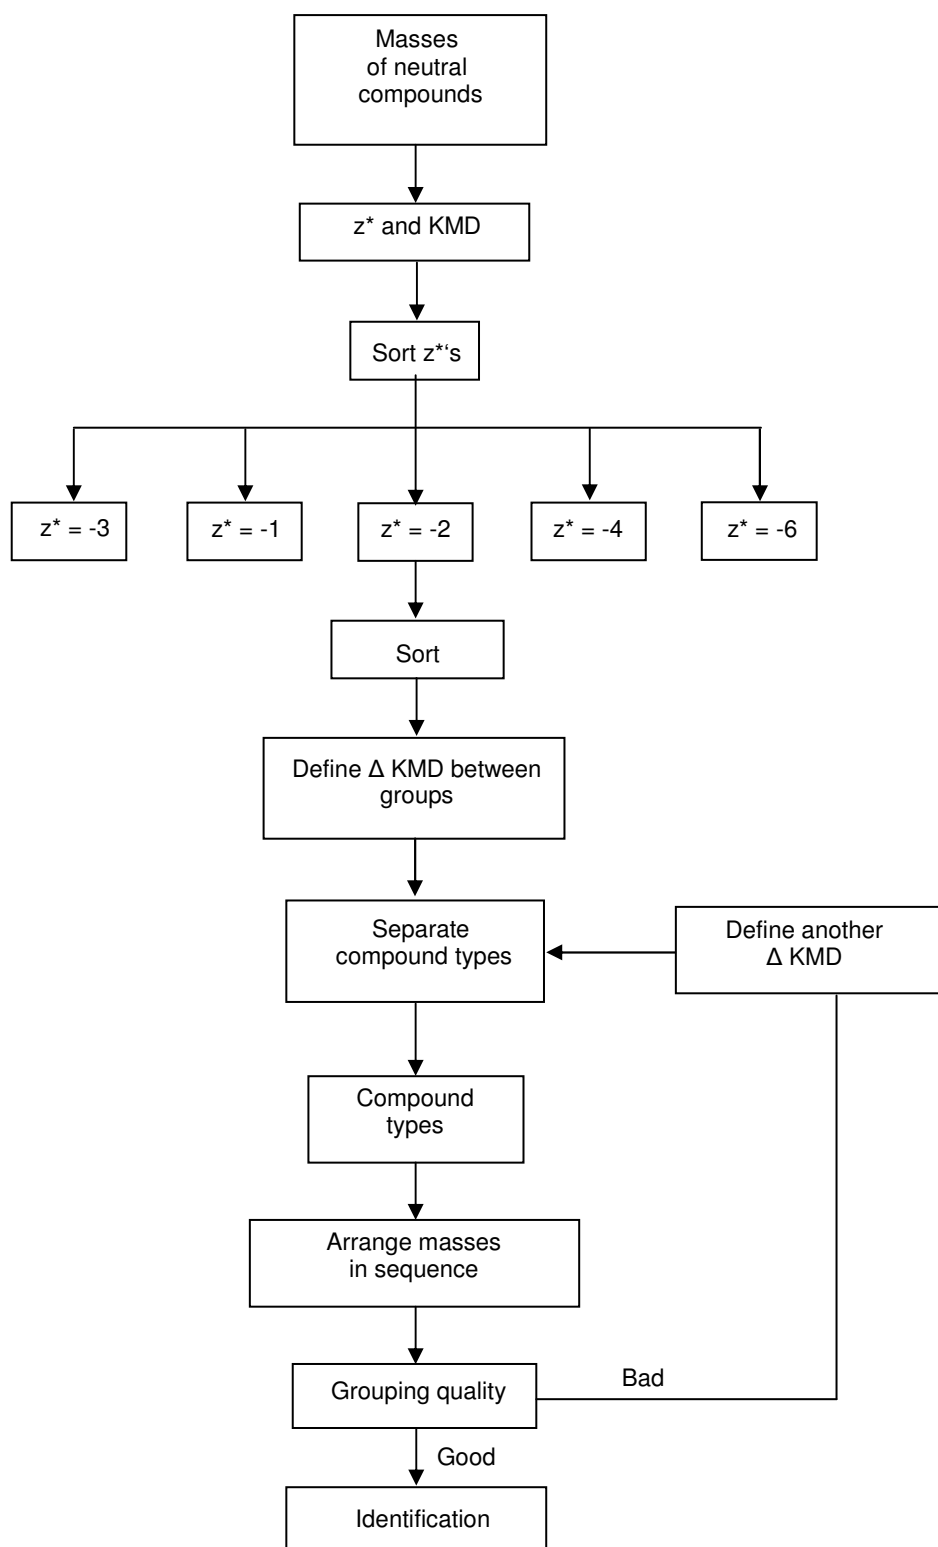 Masses
of neutral
compounds
z* and KMD
Sort z*‘s
z* = -3
z* = -1
z* = -2
z* = -4
z* = -6
Sort
Define Δ KMD between
groups
Separate
compound types
Define another
Δ KMD
Compound
types
Arrange masses
in sequence
Grouping quality
Bad
Good
Identification